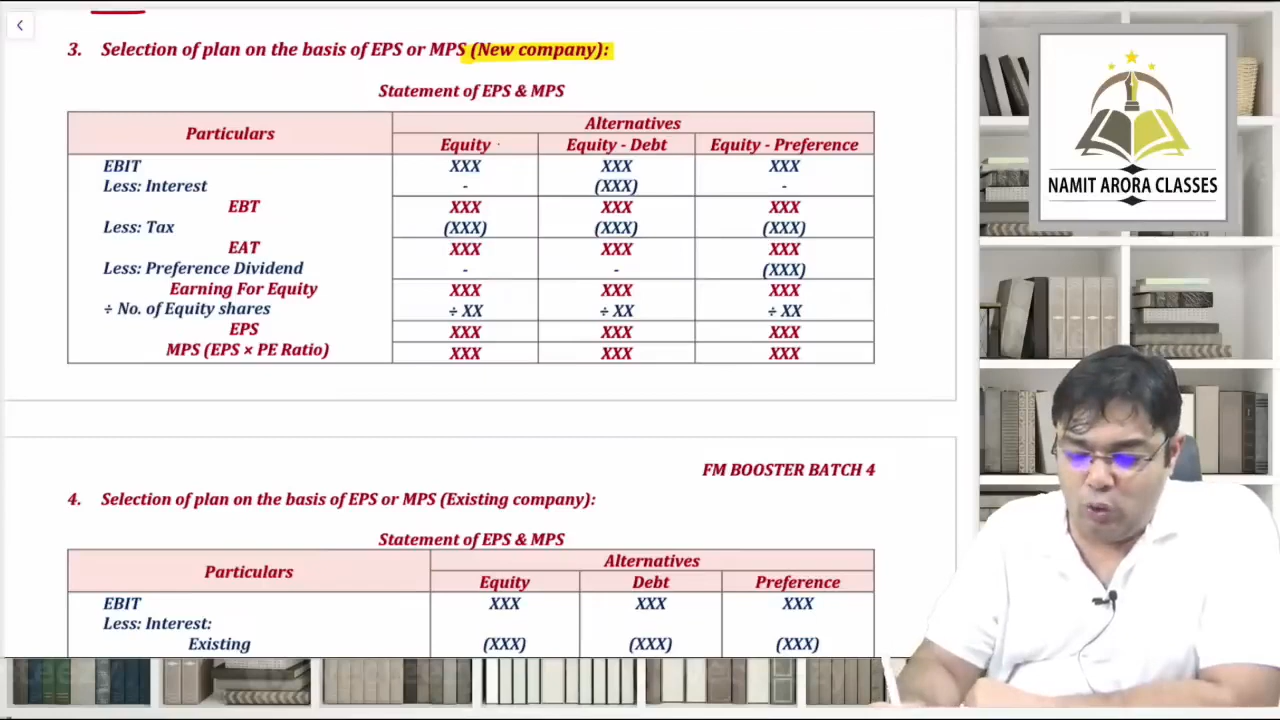 3. Selection of plan on the basis of EPS or MPS (New company):
Statement of EPS & MPS
Particulars Alternatives
Equity Equity - Debt Equity - Preference
EBIT XXX XXX XXX
Less: Interest - (XXX) -
EBT XXX XXX XXX
Less: Tax (XXX) (XXX) (XXX)
EAT XXX XXX XXX
Less: Preference Dividend - - (XXX)
Earning For Equity XXX XXX XXX
÷ No. of Equity shares ÷ XX ÷ XX ÷ XX
EPS XXX XXX XXX
MPS (EPS × PE Ratio) XXX XXX XXX
FM BOOSTER BATCH 4
4. Selection of plan on the basis of EPS or MPS (Existing company):
Statement of EPS & MPS
Particulars Alternatives
Equity Debt Preference
EBIT XXX XXX XXX
Less: Interest:
Existing (XXX) (XXX) (XXX)
NAMIT ARORA CLASSES